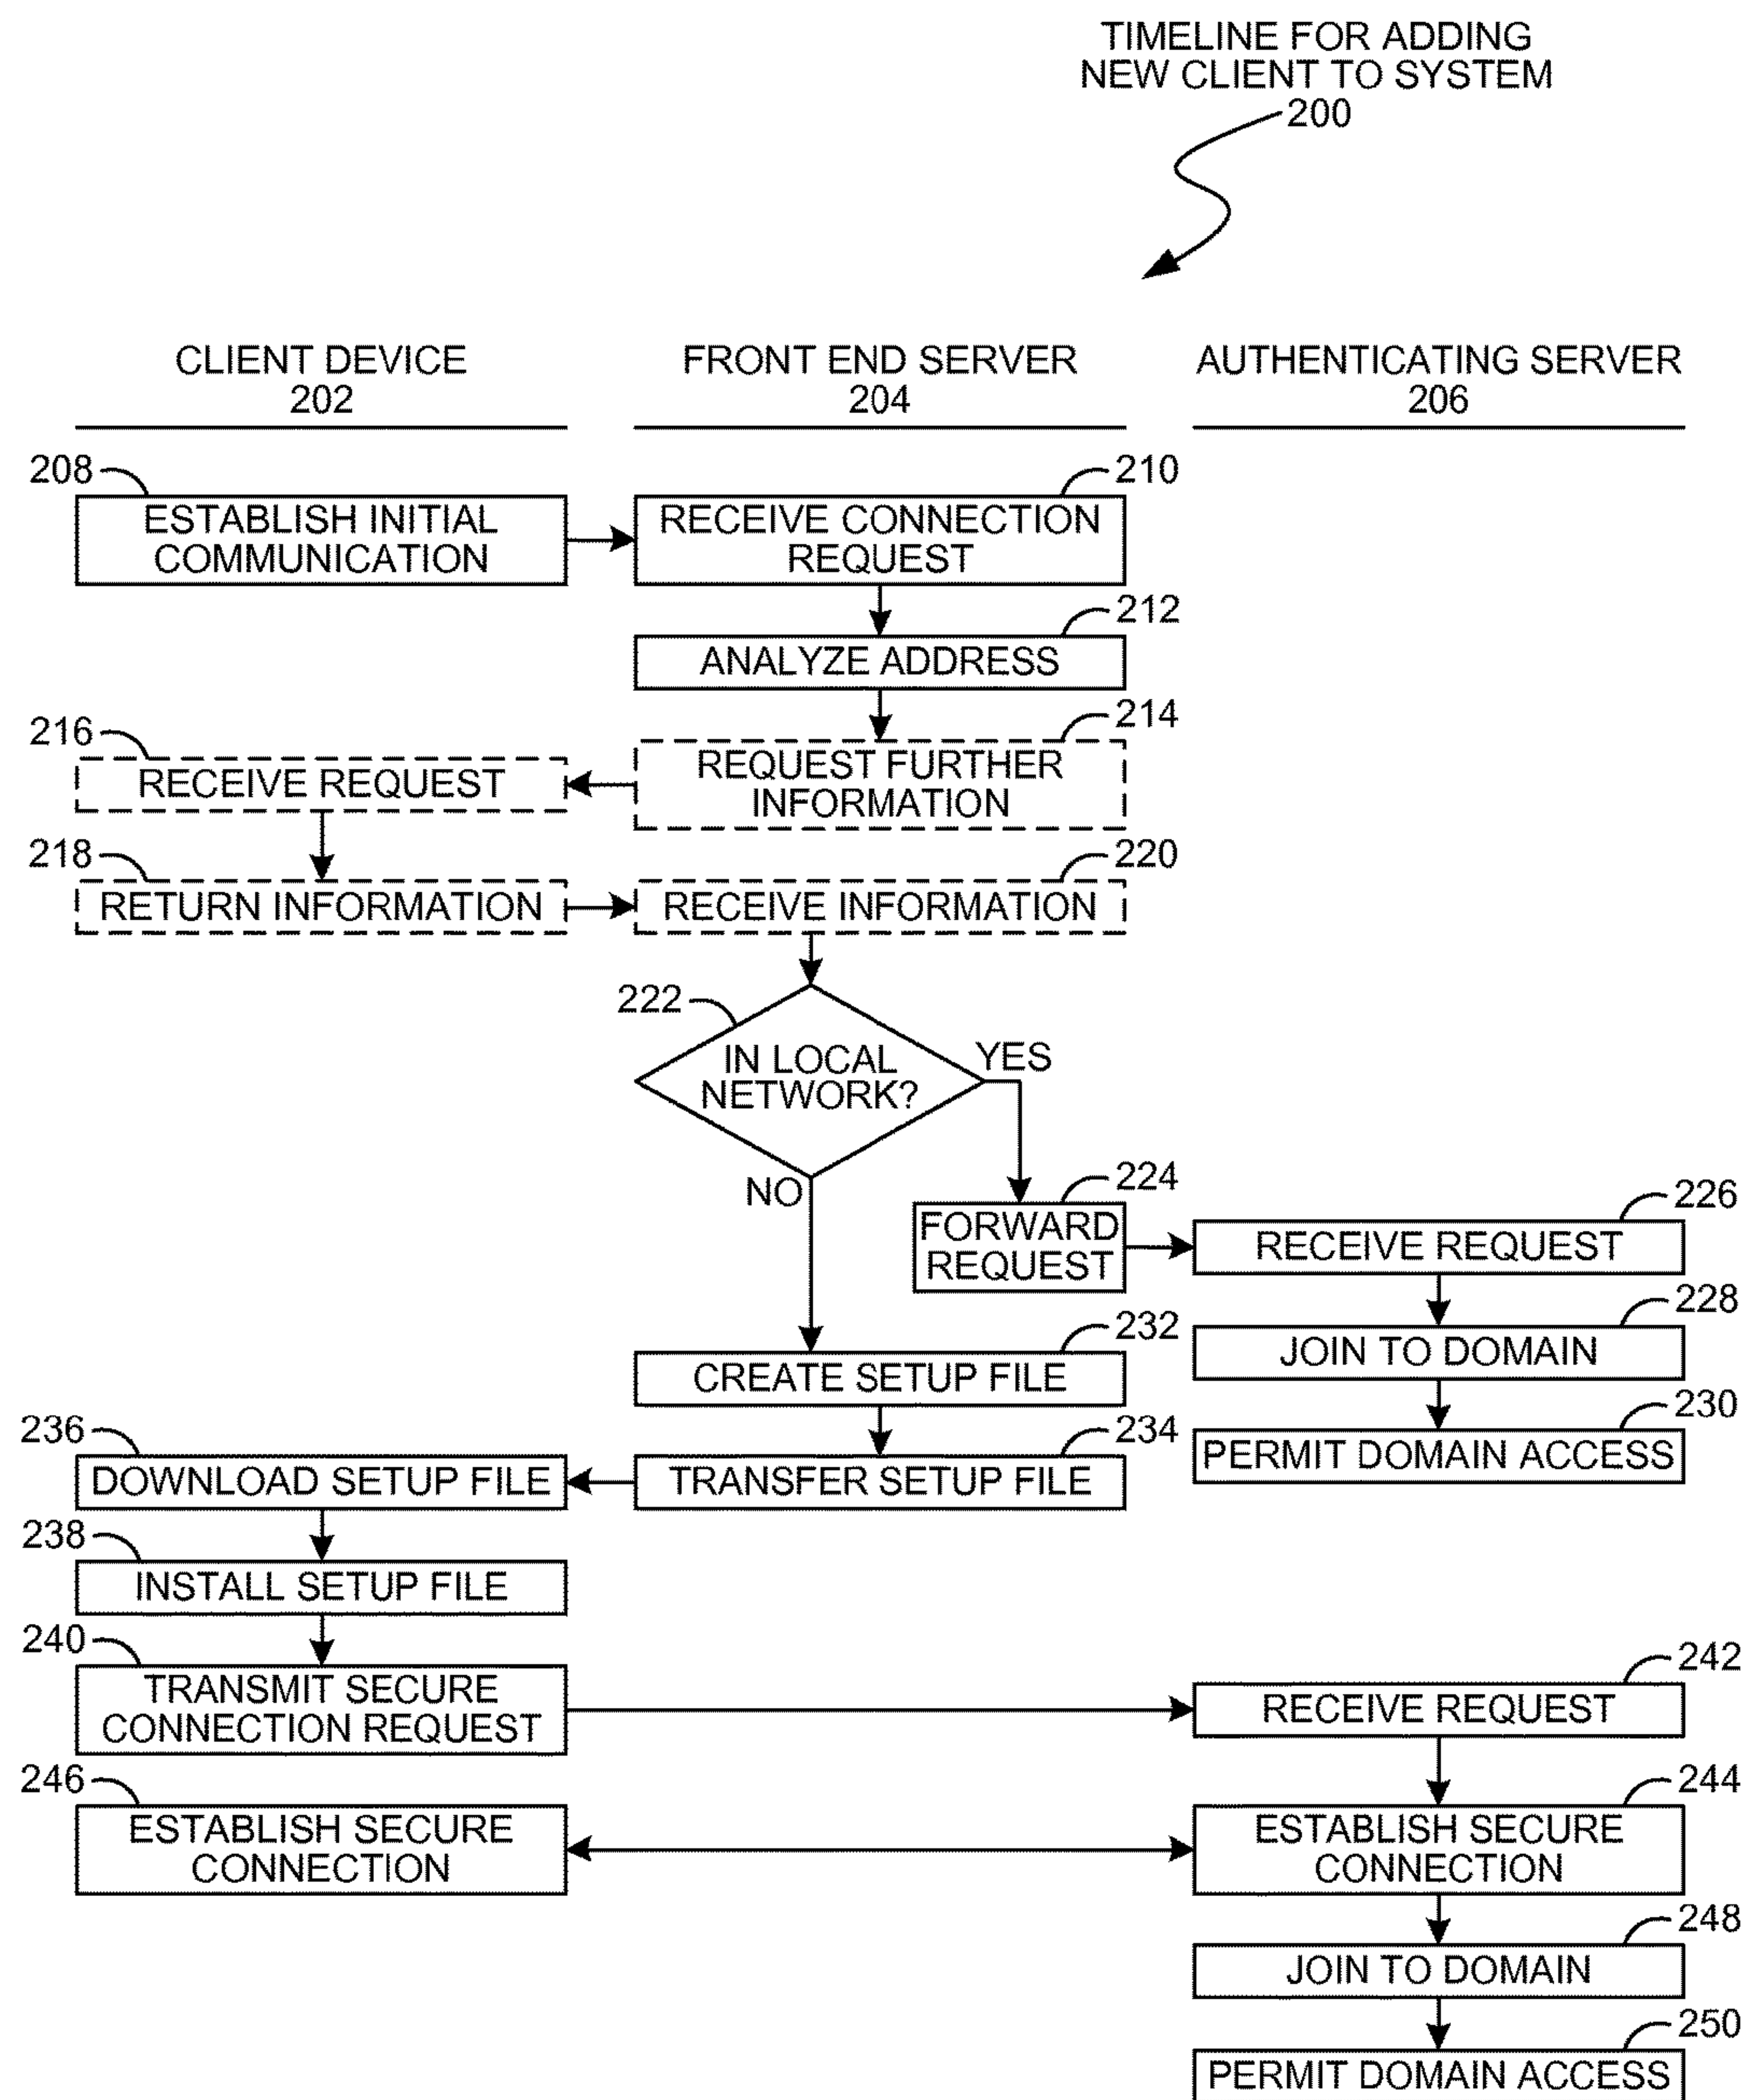 TIMELINE FOR ADDING
NEW CLIENT TO SYSTEM
200
CLIENT DEVICE
202
FRONT END SERVER
204
AUTHENTICATING SERVER
206
208
ESTABLISH INITIAL
COMMUNICATION
210
RECEIVE CONNECTION
REQUEST
212
ANALYZE ADDRESS
214
REQUEST FURTHER
INFORMATION
216
RECEIVE REQUEST
218
RETURN INFORMATION
220
RECEIVE INFORMATION
222
IN LOCAL
NETWORK?
YES
NO
224
FORWARD
REQUEST
226
RECEIVE REQUEST
228
JOIN TO DOMAIN
230
PERMIT DOMAIN ACCESS
232
CREATE SETUP FILE
234
TRANSFER SETUP FILE
236
DOWNLOAD SETUP FILE
238
INSTALL SETUP FILE
240
TRANSMIT SECURE
CONNECTION REQUEST
242
RECEIVE REQUEST
246
ESTABLISH SECURE
CONNECTION
244
ESTABLISH SECURE
CONNECTION
248
JOIN TO DOMAIN
250
PERMIT DOMAIN ACCESS